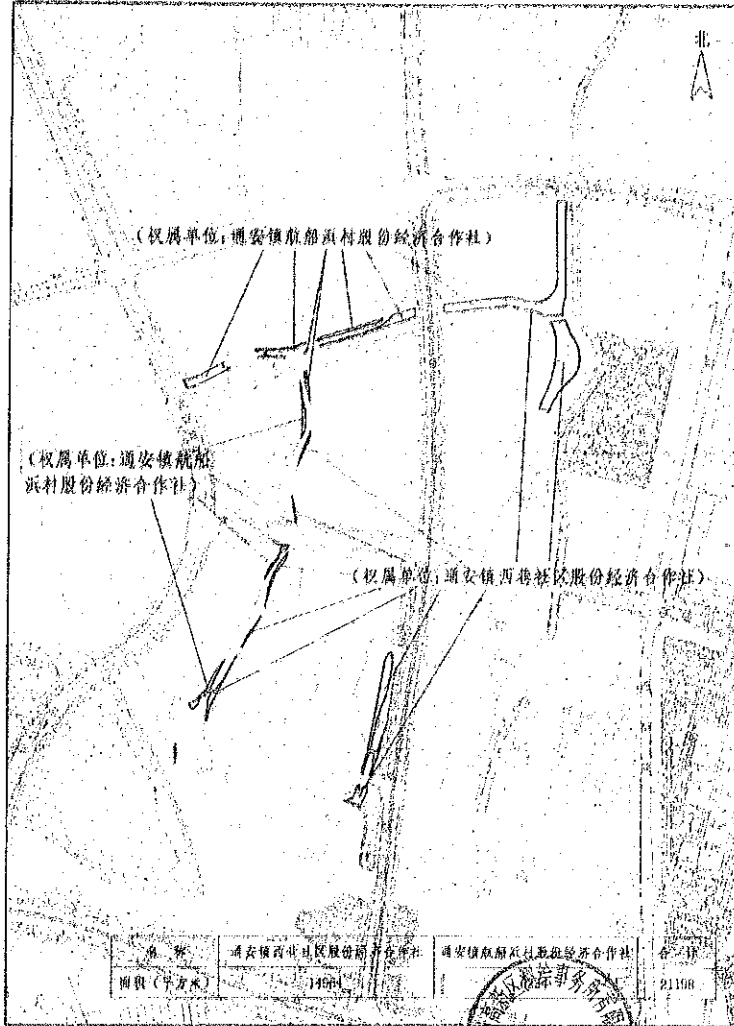 北
(权属单位:通安镇航船浜村股份经济合作社)
(权属单位:通安镇航船
浜村股份经济合作社)
(权属单位:通安镇西巷社区股份经济合作社)
名称 通安镇西巷社区股份经济合作社 通安镇航船浜村股份经济合作社 合计
面积(平方米) 14964 21198